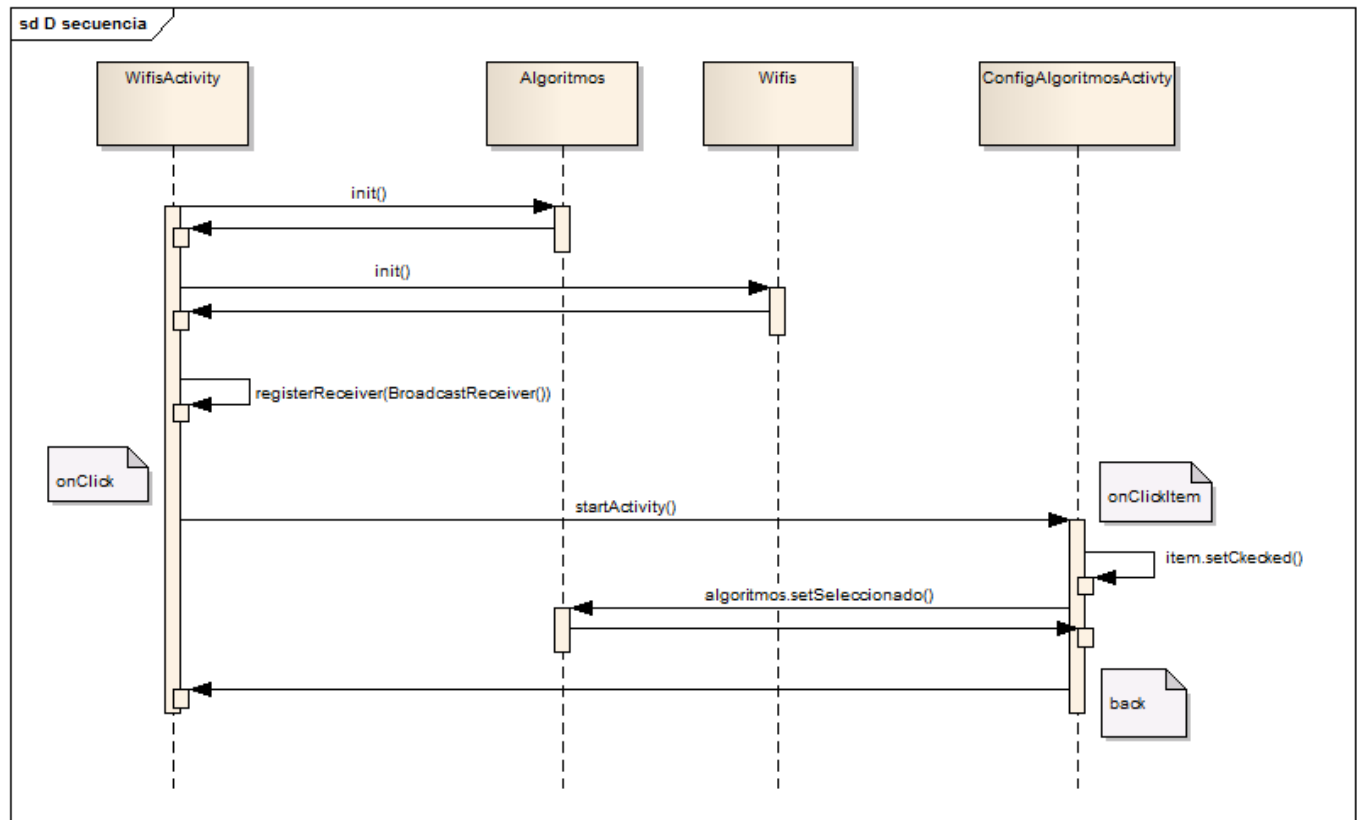 sd D secuencia
WifisActivity
Algoritmos
Wifis
ConfigAlgoritmosActivty
init()
init()
registerReceiver(BroadcastReceiver())
onClick
onClickItem
startActivity()
item.setCkecked()
algoritmos.setSeleccionado()
back